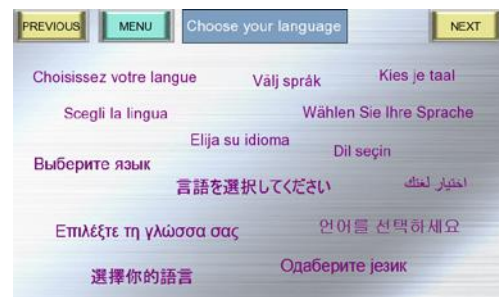 PREVIOUS MENU Choose your language NEXT
Choisissez votre langue Välj språk Kies je taal
Scegli la lingua Wählen Sie Ihre Sprache
Elija su idioma Dil seçin
Выберите язык
言語を選択してください اختيار لغتك
Επιλέξτε τη γλώσσα σας 언어를 선택하세요
選擇你的語言 Одаберите језик